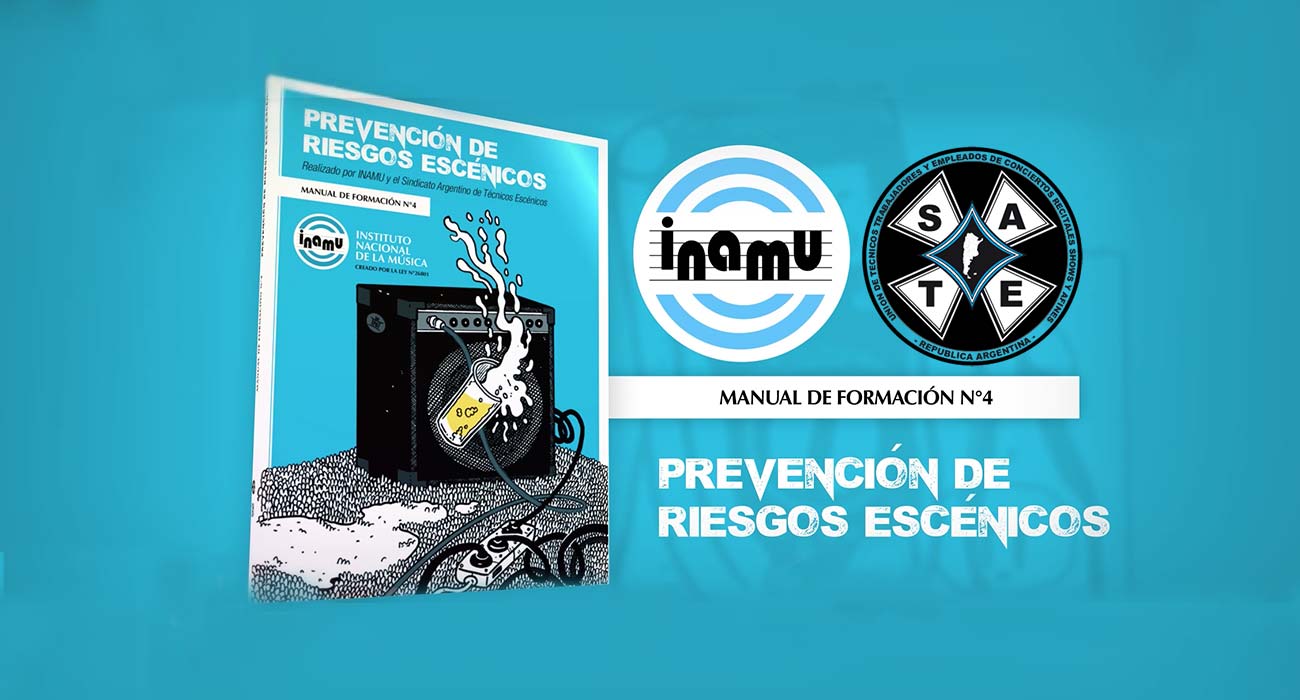 PREVENCIÓN DE
RIESGOS ESCÉNICOS
Realizado por INAMU y el Sindicato Argentino de Técnicos Escénicos
MANUAL DE FORMACIÓN N°4
inamu
INSTITUTO
NACIONAL
DE LA MÚSICA
CREADO POR LA LEY N°26801
inamu
UNION DE TECNICOS TRABAJADORES Y EMPLEADOS DE CONCIERTOS RECITALES SHOWS Y AFINES
S A
T E
- REPUBLICA ARGENTINA -
MANUAL DE FORMACIÓN N°4
PREVENCIÓN DE
RIESGOS ESCÉNICOS